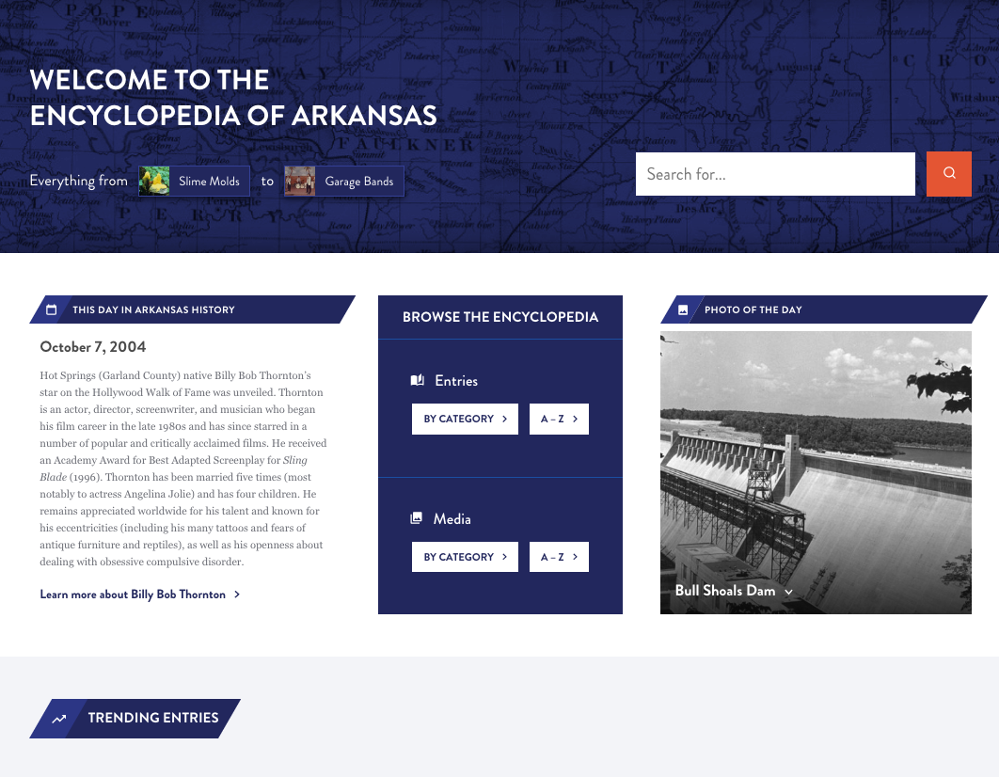 WELCOME TO THE
ENCYCLOPEDIA OF ARKANSAS
Everything from Slime Molds to Garage Bands
Search for...
THIS DAY IN ARKANSAS HISTORY
October 7, 2004
Hot Springs (Garland County) native Billy Bob Thornton's
star on the Hollywood Walk of Fame was unveiled. Thornton
is an actor, director, screenwriter, and musician who began
his film career in the late 1980s and has since starred in a
number of popular and critically acclaimed films. He received
an Academy Award for Best Adapted Screenplay for Sling
Blade (1996). Thornton has been married five times (most
notably to actress Angelina Jolie) and has four children. He
remains appreciated worldwide for his talent and known for
his eccentricities (including his many tattoos and fears of
antique furniture and reptiles), as well as his openness about
dealing with obsessive compulsive disorder.
Learn more about Billy Bob Thornton
BROWSE THE ENCYCLOPEDIA
Entries
BY CATEGORY
A – Z
Media
BY CATEGORY
A – Z
PHOTO OF THE DAY
Bull Shoals Dam
TRENDING ENTRIES